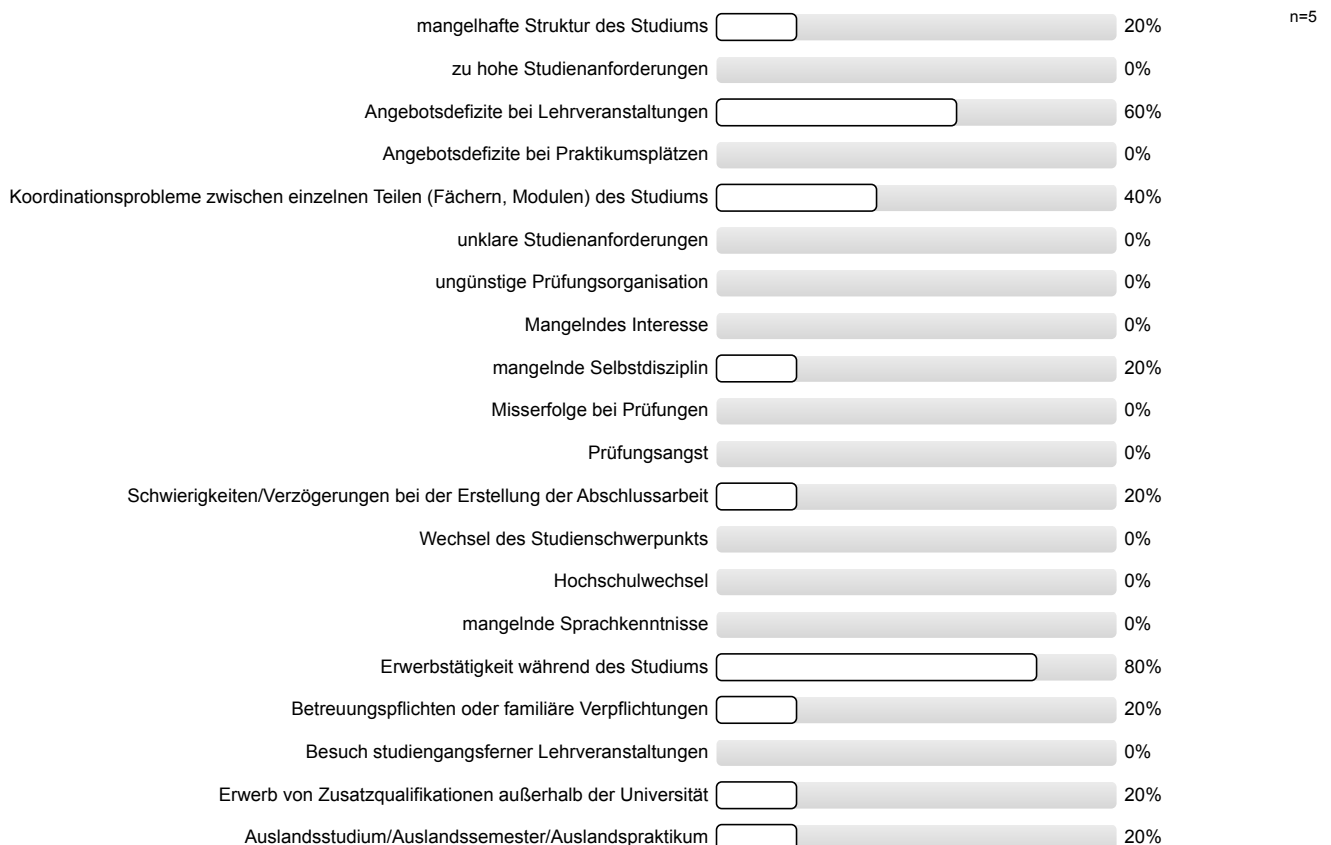 n=5
mangelhafte Struktur des Studiums 20%
zu hohe Studienanforderungen 0%
Angebotsdefizite bei Lehrveranstaltungen 60%
Angebotsdefizite bei Praktikumsplätzen 0%
Koordinationsprobleme zwischen einzelnen Teilen (Fächern, Modulen) des Studiums 40%
unklare Studienanforderungen 0%
ungünstige Prüfungsorganisation 0%
Mangelndes Interesse 0%
mangelnde Selbstdisziplin 20%
Misserfolge bei Prüfungen 0%
Prüfungsangst 0%
Schwierigkeiten/Verzögerungen bei der Erstellung der Abschlussarbeit 20%
Wechsel des Studienschwerpunkts 0%
Hochschulwechsel 0%
mangelnde Sprachkenntnisse 0%
Erwerbstätigkeit während des Studiums 80%
Betreuungspflichten oder familiäre Verpflichtungen 20%
Besuch studiengangsferner Lehrveranstaltungen 0%
Erwerb von Zusatzqualifikationen außerhalb der Universität 20%
Auslandsstudium/Auslandssemester/Auslandspraktikum 20%